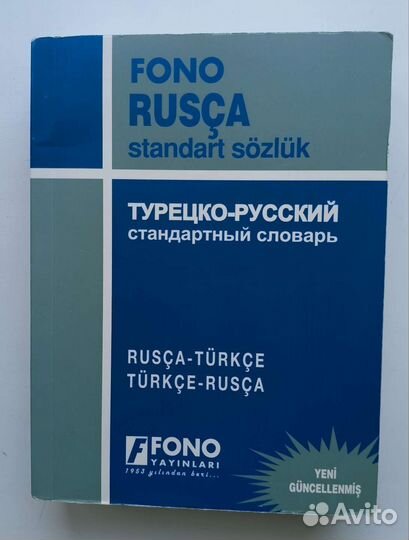 FONO
RUSÇA
standart sözlük
ТУРЕЦКО-РУССКИЙ
стандартный словарь
RUSÇA-TÜRKÇE
TÜRKÇE-RUSÇA
FONO
YAYINLARI
1953 yılından beri...
YENİ
GÜNCELLENMİŞ
Avito